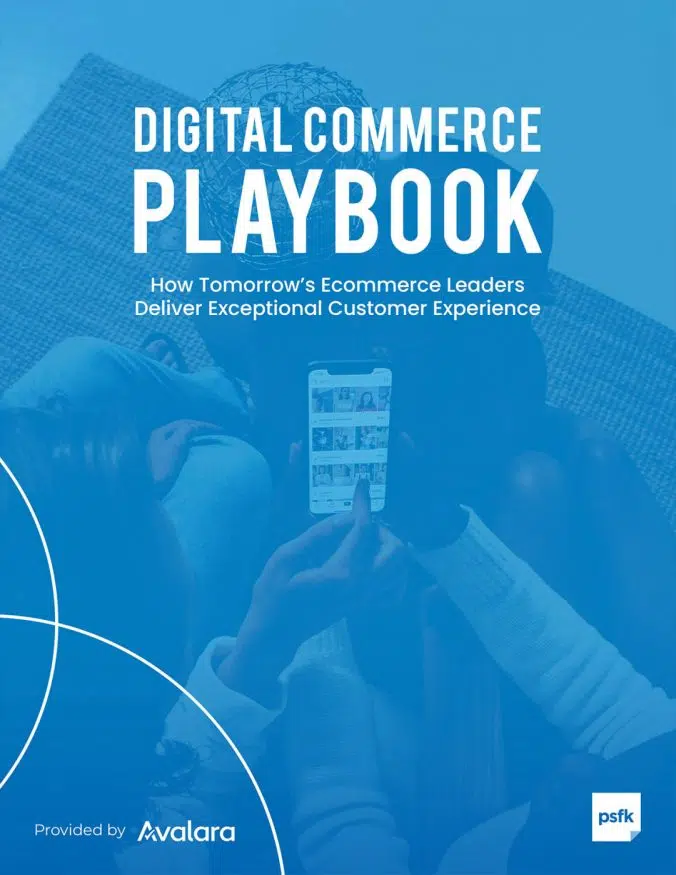 DIGITAL COMMERCE
PLAYBOOK
How Tomorrow's Ecommerce Leaders
Deliver Exceptional Customer Experience
Provided by Avalara
psfk